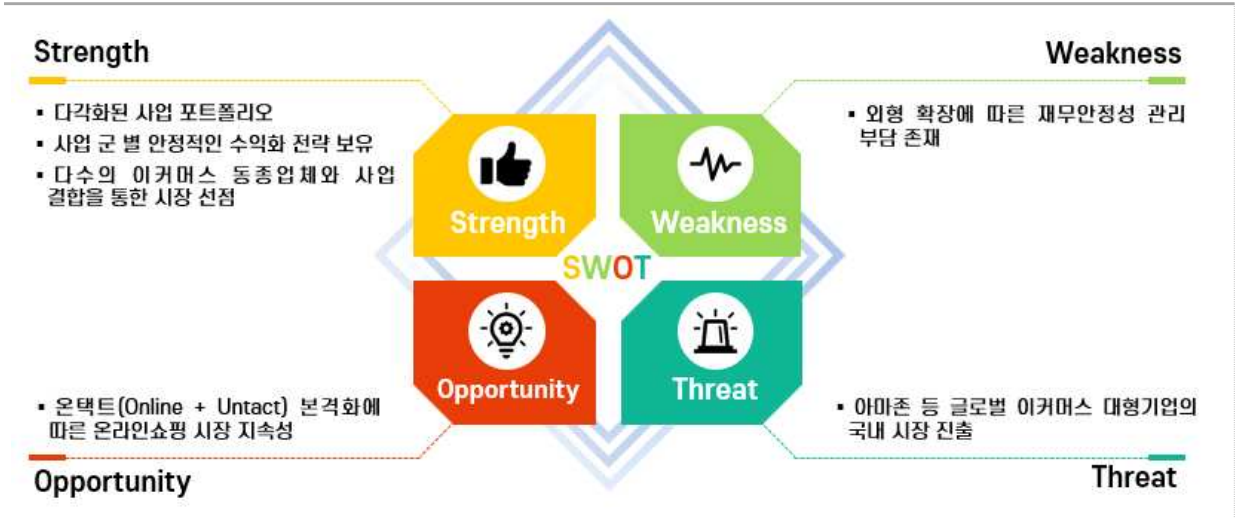 Strength
▪ 다각화된 사업 포트폴리오
▪ 사업 군 별 안정적인 수익화 전략 보유
▪ 다수의 이커머스 동종업체와 사업
결합을 통한 시장 선점
Weakness
▪ 외형 확장에 따른 재무안정성 관리
부담 존재
Strength
Weakness
SWOT
Opportunity
Threat
▪ 온택트(Online + Untact) 본격화에
따른 온라인쇼핑 시장 지속성
Opportunity
▪ 아마존 등 글로벌 이커머스 대형기업의
국내 시장 진출
Threat